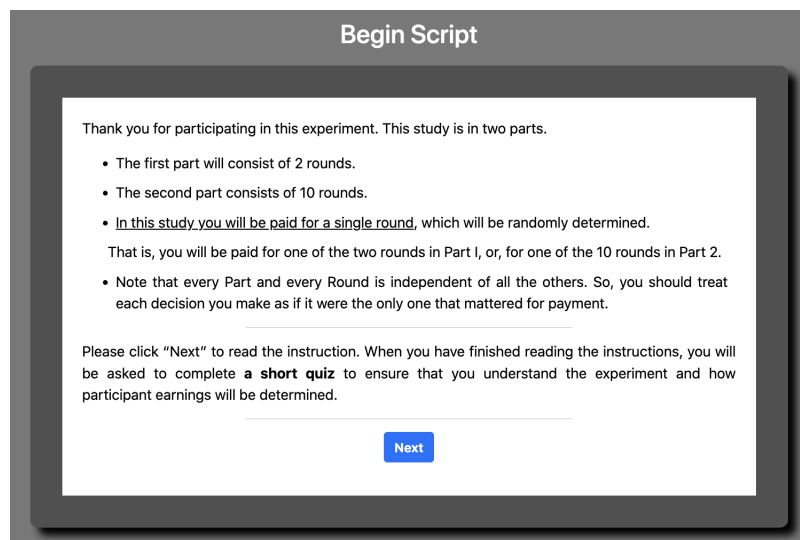 Begin Script
Thank you for participating in this experiment. This study is in two parts.
• The first part will consist of 2 rounds.
• The second part consists of 10 rounds.
• In this study you will be paid for a single round, which will be randomly determined.
That is, you will be paid for one of the two rounds in Part I, or, for one of the 10 rounds in Part 2.
• Note that every Part and every Round is independent of all the others. So, you should treat
each decision you make as if it were the only one that mattered for payment.
Please click “Next” to read the instruction. When you have finished reading the instructions, you will
be asked to complete a short quiz to ensure that you understand the experiment and how
participant earnings will be determined.
Next